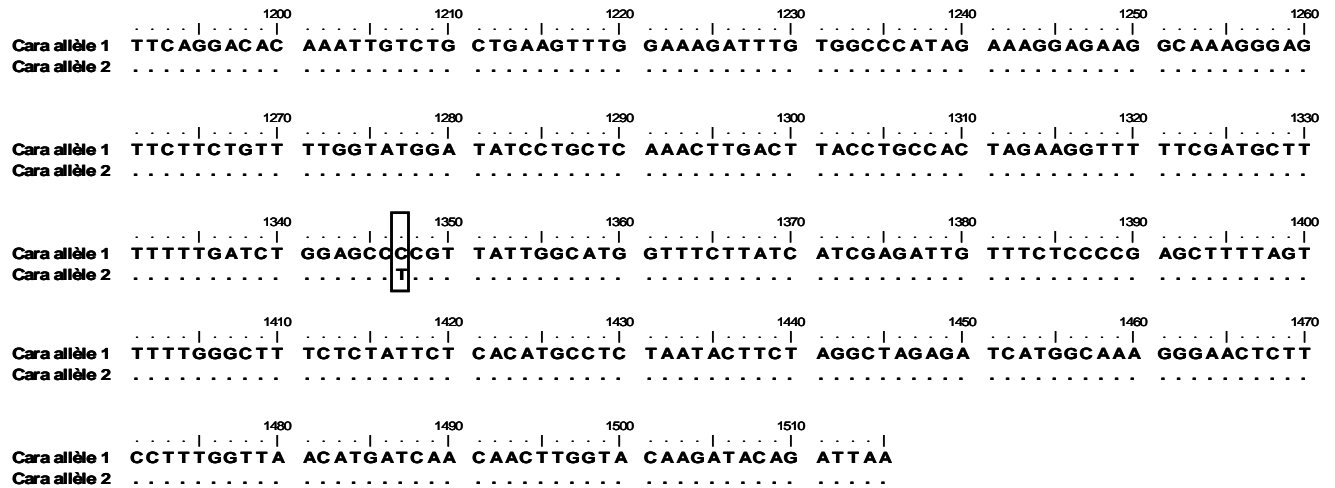 1200 1210 1220 1230 1240 1250 1260
Cara allèle 1 TTCAGGACAC AAATTGTCTG CTGAAGTTTG GAAAGATTTG TGGCCCATAG AAAGGAGAAG GCAAAGGGAG
Cara allèle 2 .......... .......... .......... .......... .......... .......... ..........
1270 1280 1290 1300 1310 1320 1330
Cara allèle 1 TTCTTCTGTT TTGGTATGGA TATCCTGCTC AAACTTGACT TACCTGCCAC TAGAAGGTTT TTCGATGCTT
Cara allèle 2 .......... .......... .......... .......... .......... .......... ..........
1340 1350 1360 1370 1380 1390 1400
Cara allèle 1 TTTTTGATCT GGAGCCCCGT TATTGGCATG GTTTCTTATC ATCGAGATTG TTTCTCCCCG AGCTTTTAGT
Cara allèle 2 .......... .......T.. .......... .......... .......... .......... ..........
1410 1420 1430 1440 1450 1460 1470
Cara allèle 1 TTTTGGGCTT TCTCTATTCT CACATGCCTC TAATACTTCT AGGCTAGAGA TCATGGCAAA GGGAACTCTT
Cara allèle 2 .......... .......... .......... .......... .......... .......... ..........
1480 1490 1500 1510
Cara allèle 1 CCTTTGGTTA ACATGATCAA CAACTTGGTA CAAGATACAG ATTAA
Cara allèle 2 .......... .......... .......... .......... .....